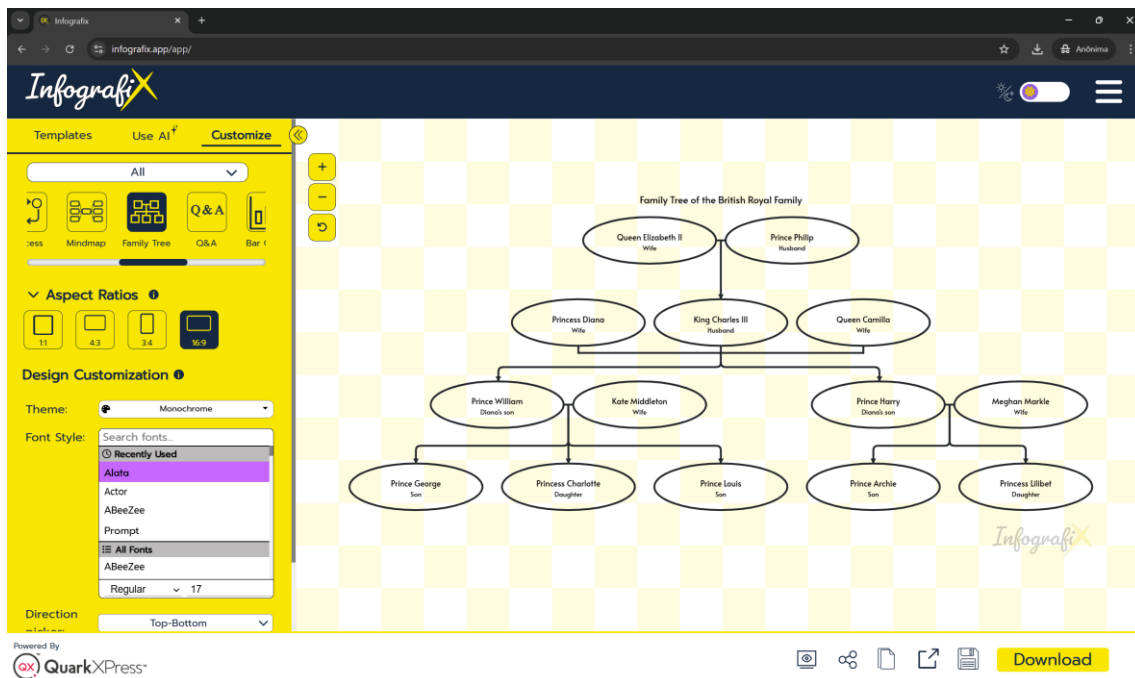 Infografix
infografix.app/app/
Anónima
InfografiX
Templates
Use AI
Customize
All
:ess
Mindmap
Family Tree
Q&A
Q&A
Bar
Aspect Ratios
1:1
4:3
3:4
16:9
Design Customization
Theme:
Monochrome
Font Style:
Search fonts...
Recently Used
Alata
Actor
ABeeZee
Prompt
All Fonts
ABeeZee
Regular
17
Direction
Top-Bottom
Family Tree of the British Royal Family
Queen Elizabeth II
Wife
Prince Philip
Husband
Princess Diana
Wife
King Charles III
Husband
Queen Camilla
Wife
Prince William
Diana's son
Kate Middleton
Wife
Prince Harry
Diana's son
Meghan Markle
Wife
Prince George
Son
Princess Charlotte
Daughter
Prince Louis
Son
Prince Archie
Son
Princess Lilibet
Daughter
InfografiX
Powered By
QX QuarkXPress
Download